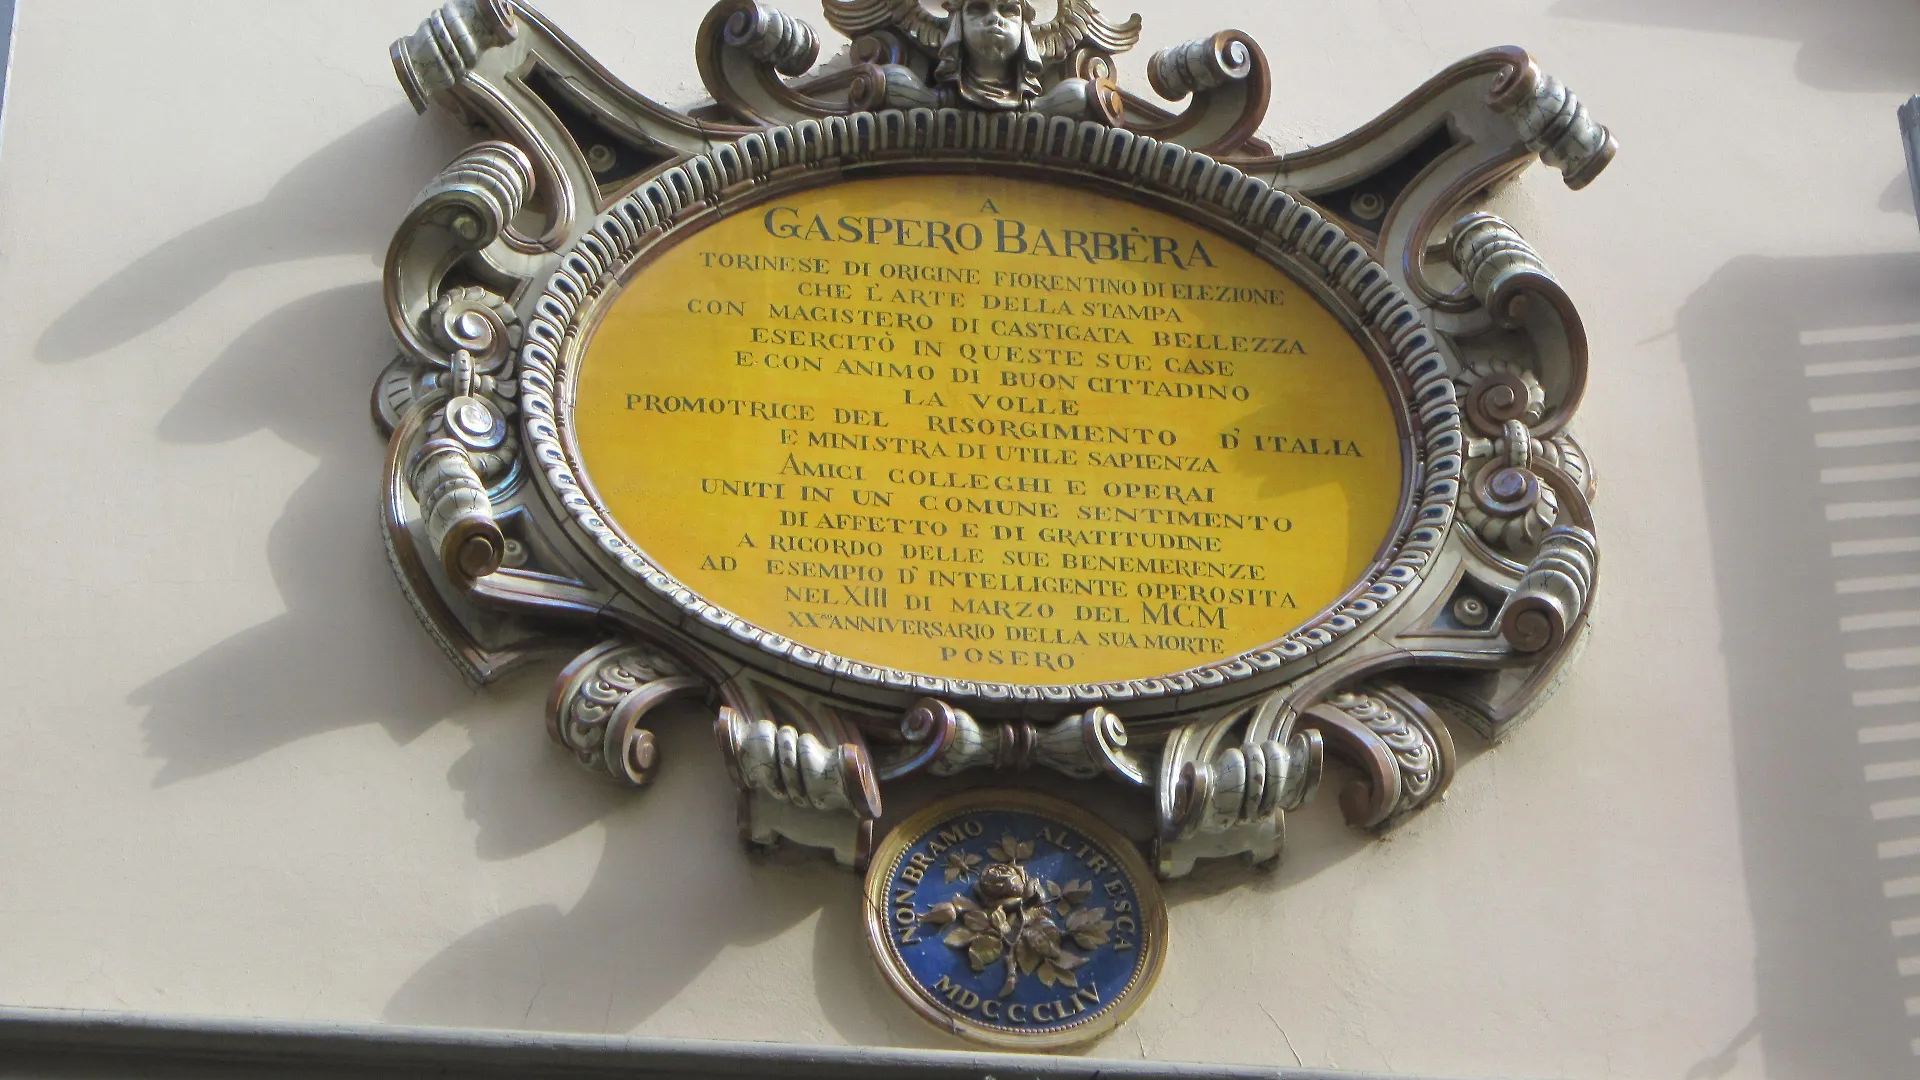 A
GASPERO BARBÈRA
TORINESE DI ORIGINE FIORENTINO DI ELEZIONE
CHE L'ARTE DELLA STAMPA
CON MAGISTERO DI CASTIGATA BELLEZZA
ESERCITÒ IN QUESTE SUE CASE
E CON ANIMO DI BUON CITTADINO
LA VOLLE
PROMOTRICE DEL RISORGIMENTO D'ITALIA
E MINISTRA DI UTILE SAPIENZA
AMICI COLLEGHI E OPERAI
UNITI IN UN COMUNE SENTIMENTO
DI AFFETTO E DI GRATITUDINE
A RICORDO DELLE SUE BENEMERENZE
AD ESEMPIO D'INTELLIGENTE OPEROSITA
NEL XIII DI MARZO DEL MCM
XXMO ANNIVERSARIO DELLA SUA MORTE
POSERO
NON BRAMO ALTR'ESCA
MDCCCLIV